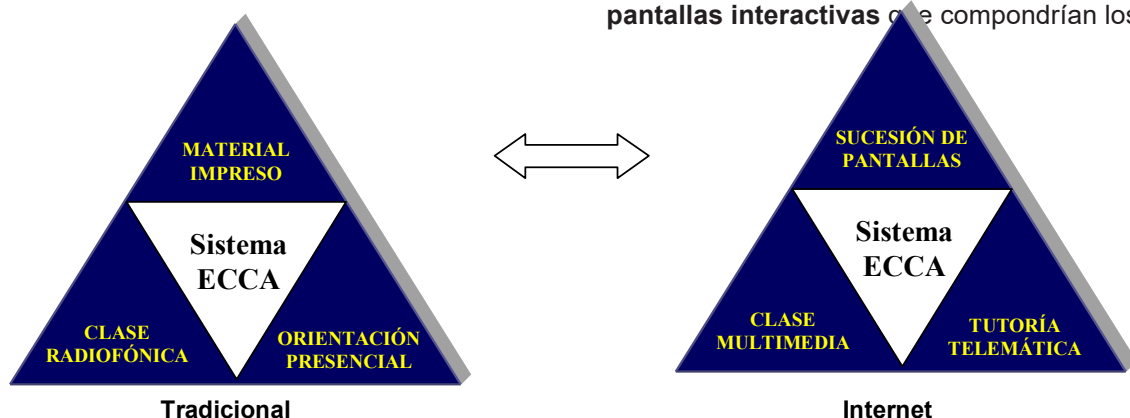 pantallas interactivas que compondrían los
MATERIAL
IMPRESO
Sistema
ECCA
CLASE
RADIOFÓNICA
ORIENTACIÓN
PRESENCIAL
Tradicional
SUCESIÓN DE
PANTALLAS
Sistema
ECCA
CLASE
MULTIMEDIA
TUTORÍA
TELEMÁTICA
Internet